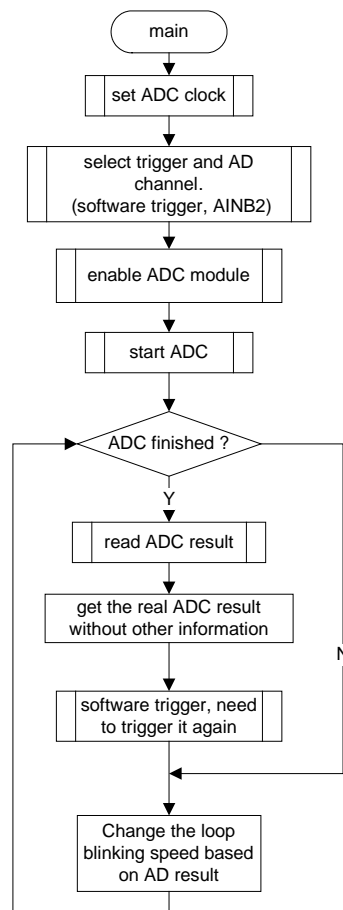 main
set ADC clock
select trigger and AD
channel.
(software trigger, AINB2)
enable ADC module
start ADC
ADC finished ?
Y
read ADC result
get the real ADC result
without other information
N
software trigger, need
to trigger it again
Change the loop
blinking speed based
on AD result